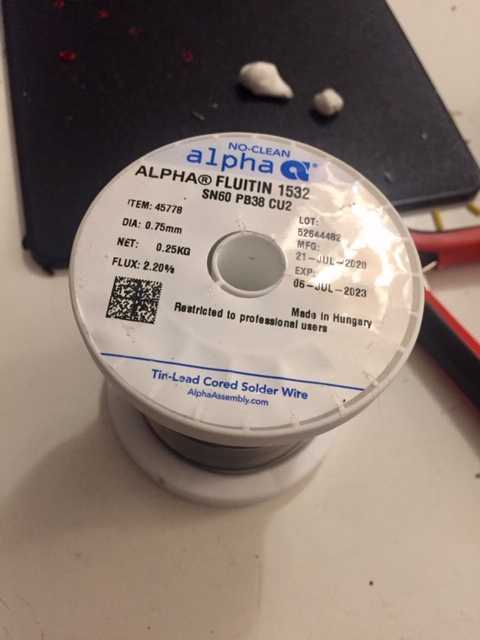 NO-CLEAN
alpha
ALPHA® FLUITIN 1532
SN60 PB38 CU2
ITEM: 45778
DIA: 0.75mm
NET: 0.25KG
FLUX: 2.20%
LOT:
52644482
MFG:
21-JUL-2020
EXP:
06-JUL-2023
Made in Hungary
Restricted to professional users
Tin-Lead Cored Solder Wire
AlphaAssembly.com